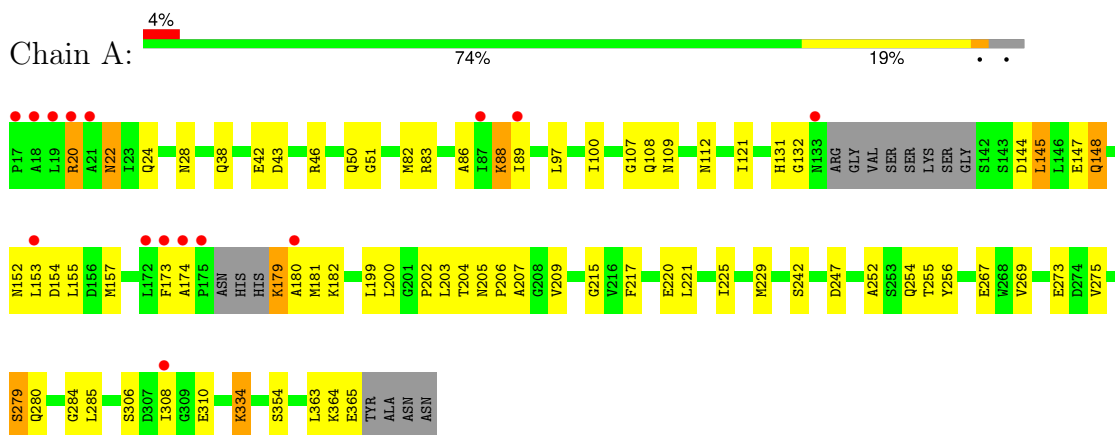 4%
Chain A:
74% 19% • •
P17 A18 L19 R20 A21 N22 I23 Q24 N28 Q38 E42 D43 R46 Q50 G51 M82 R83 A86 I87 K88 I89 L97 I100 G107 Q108 N109 N112 I121 H131 G132 N133 ARG GLY VAL SER SER LYS SER GLY S142 S143 D144 L145 L146 E147 Q148
N152 L153 D154 L155 D156 M157 L172 F173 A174 P175 ASN HIS HIS K179 A180 M181 K182 L199 L200 G201 P202 L203 T204 N205 P206 A207 G208 V209 G215 V216 F217 E220 L221 I225 M229 S242 D247 A252 S253 Q254 T255 Y256 E267 W268 V269 E273 D274 V275
S279 Q280 G284 L285 S306 D307 I308 G309 E310 K334 S354 L363 K364 E365 TYR ALA ASN ASN